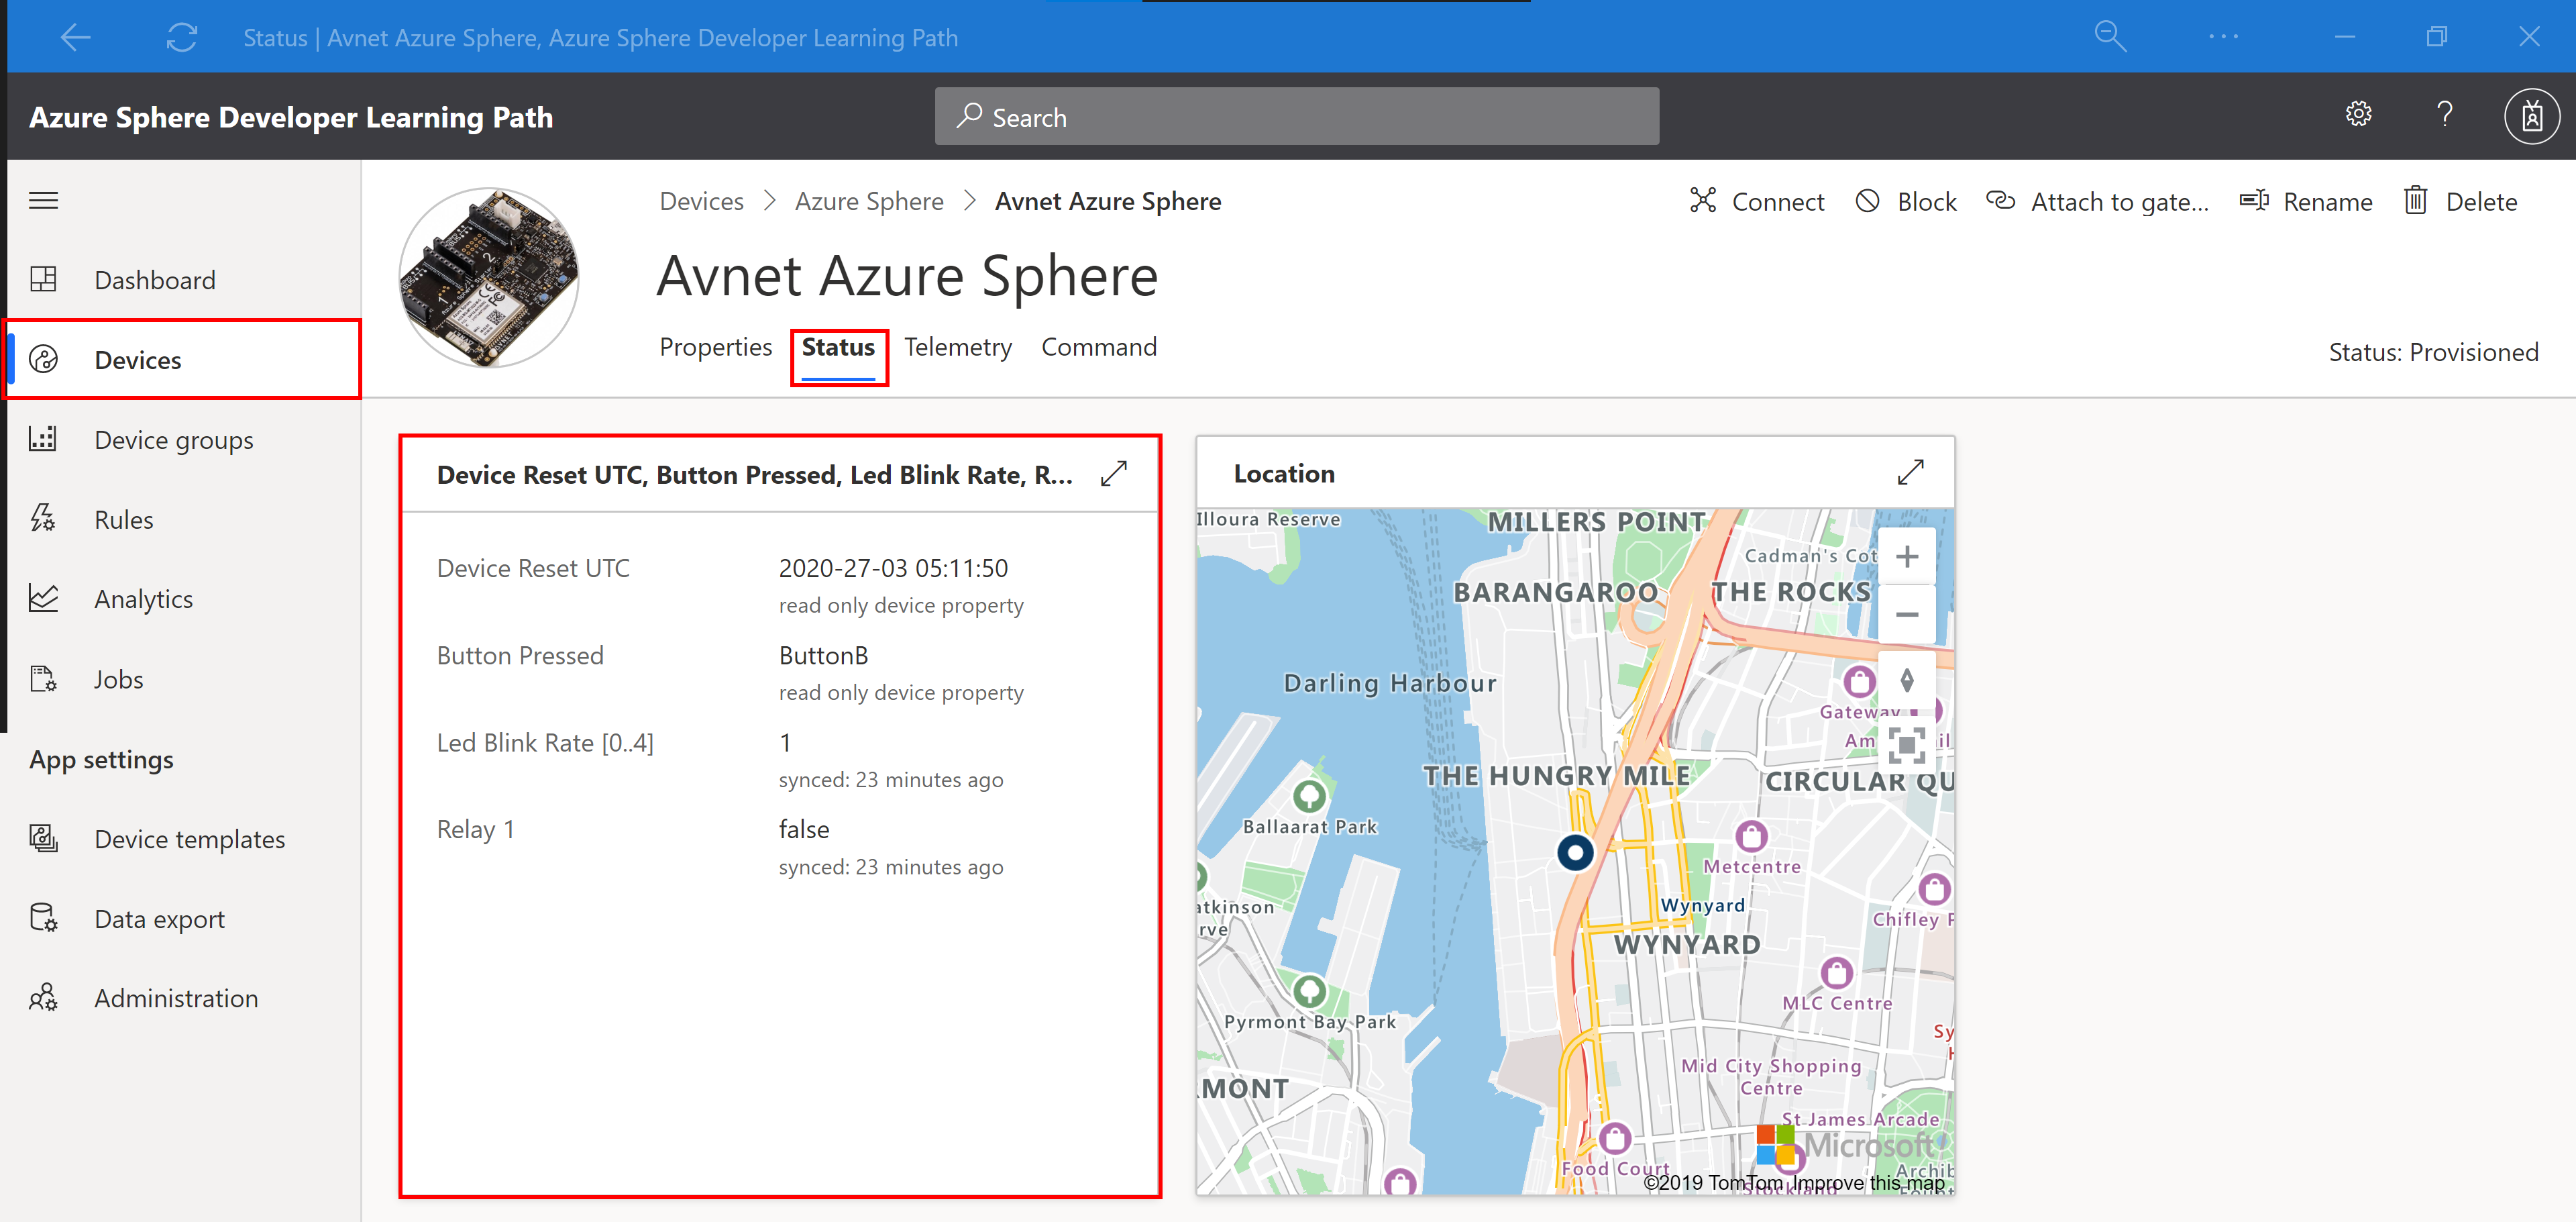 Status | Avnet Azure Sphere, Azure Sphere Developer Learning Path
Azure Sphere Developer Learning Path
Search
Dashboard
Devices
Device groups
Rules
Analytics
Jobs
App settings
Device templates
Data export
Administration
Devices > Azure Sphere > Avnet Azure Sphere
Connect
Block
Attach to gate...
Rename
Delete
Avnet Azure Sphere
Properties Status Telemetry Command
Status: Provisioned
Device Reset UTC, Button Pressed, Led Blink Rate, R...
Device Reset UTC 2020-27-03 05:11:50
read only device property
Button Pressed ButtonB
read only device property
Led Blink Rate [0..4] 1
synced: 23 minutes ago
Relay 1 false
synced: 23 minutes ago
Location
Illoura Reserve
MILLERS POINT
Cadman's Cot
BARANGAROO
THE ROCKS
Darling Harbour
Gateway
Am
il
THE HUNGRY MILE
CIRCULAR QU
Ballaarat Park
Metcentre
atkinson
rve
Wynyard
Chifley P
WYNYARD
MLC Centre
Pyrmont Bay Park
Sy
H
Mid City Shopping
Centre
MONT
St James Arcade
Microsoft
Food Court
Archib
©2019 TomTom Improve this map
Stockland
Fount